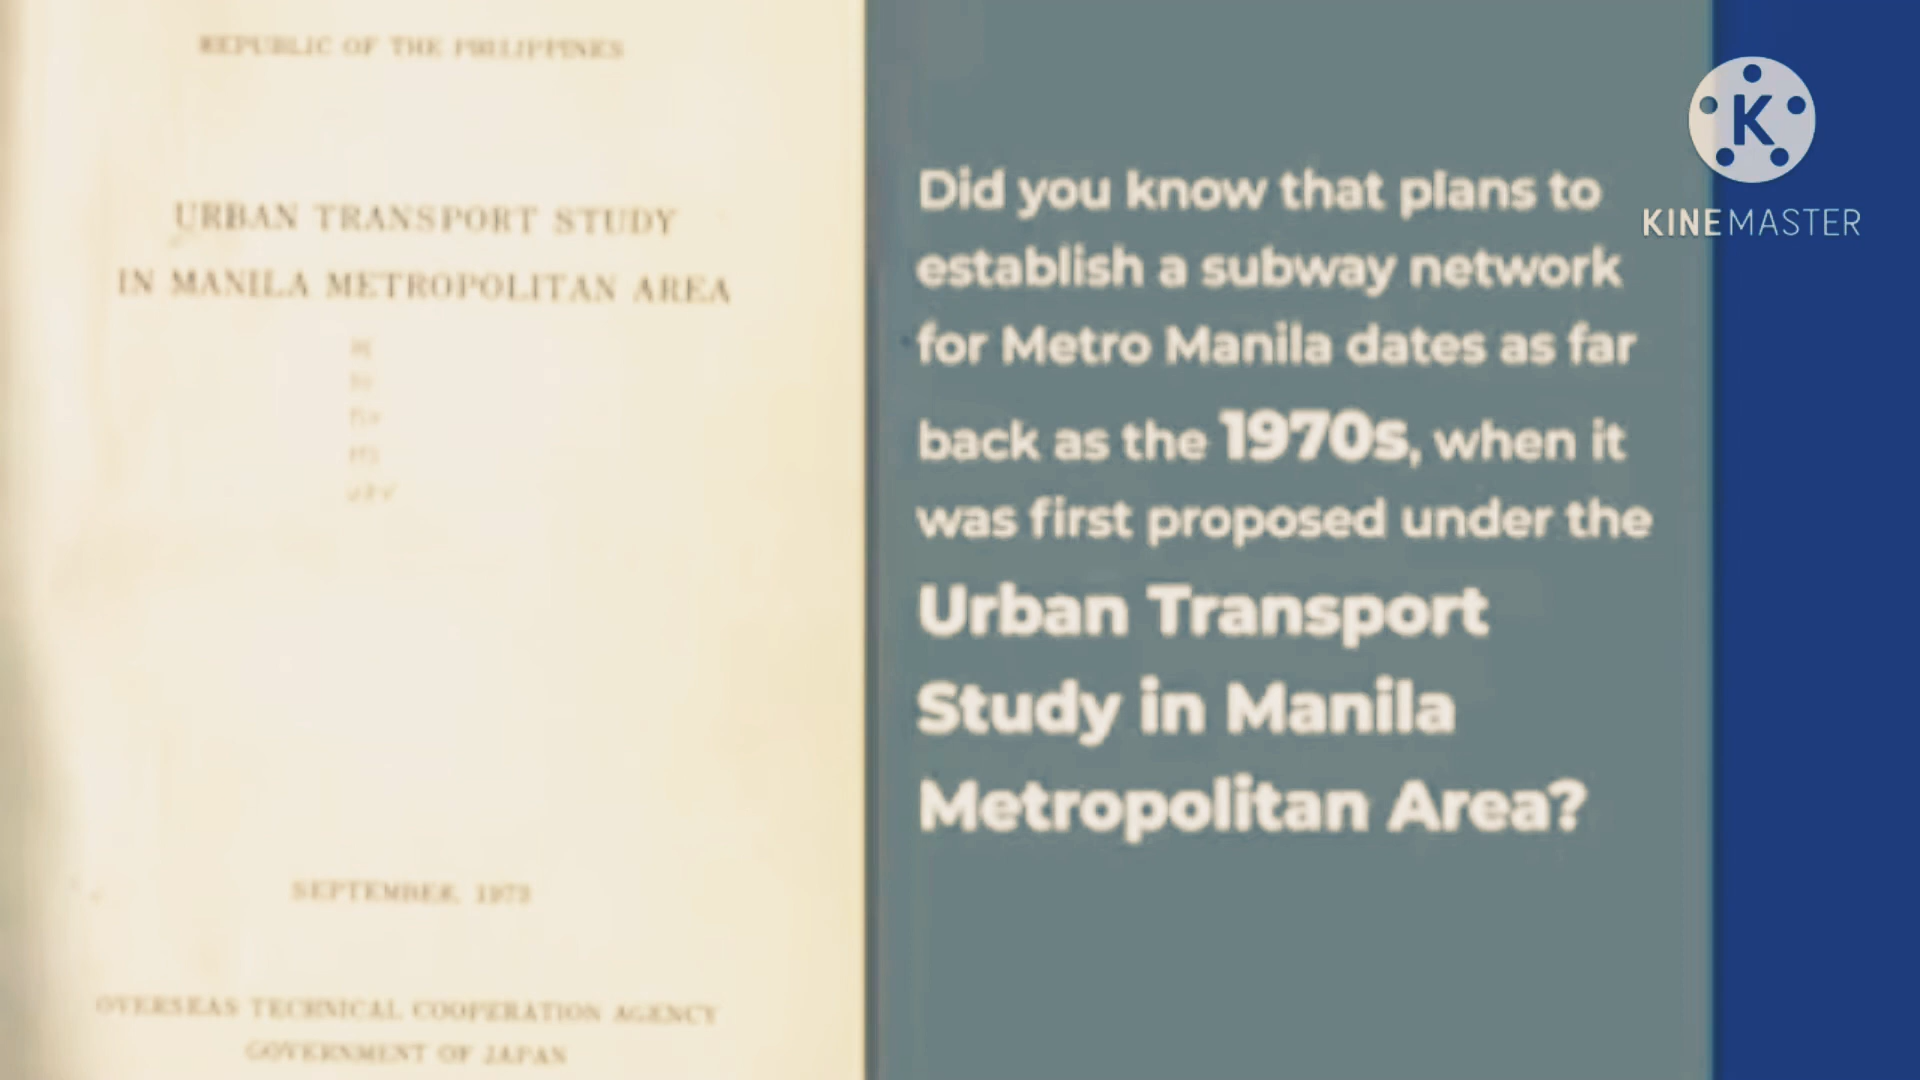 REPUBLIC OF THE PHILIPPINES
URBAN TRANSPORT STUDY
IN MANILA METROPOLITAN AREA
SEPTEMBER, 1973
OVERSEAS TECHNICAL COOPERATION AGENCY
GOVERNMENT OF JAPAN
Did you know that plans to
establish a subway network
for Metro Manila dates as far
back as the 1970s, when it
was first proposed under the
Urban Transport
Study in Manila
Metropolitan Area?
K
KINEMASTER